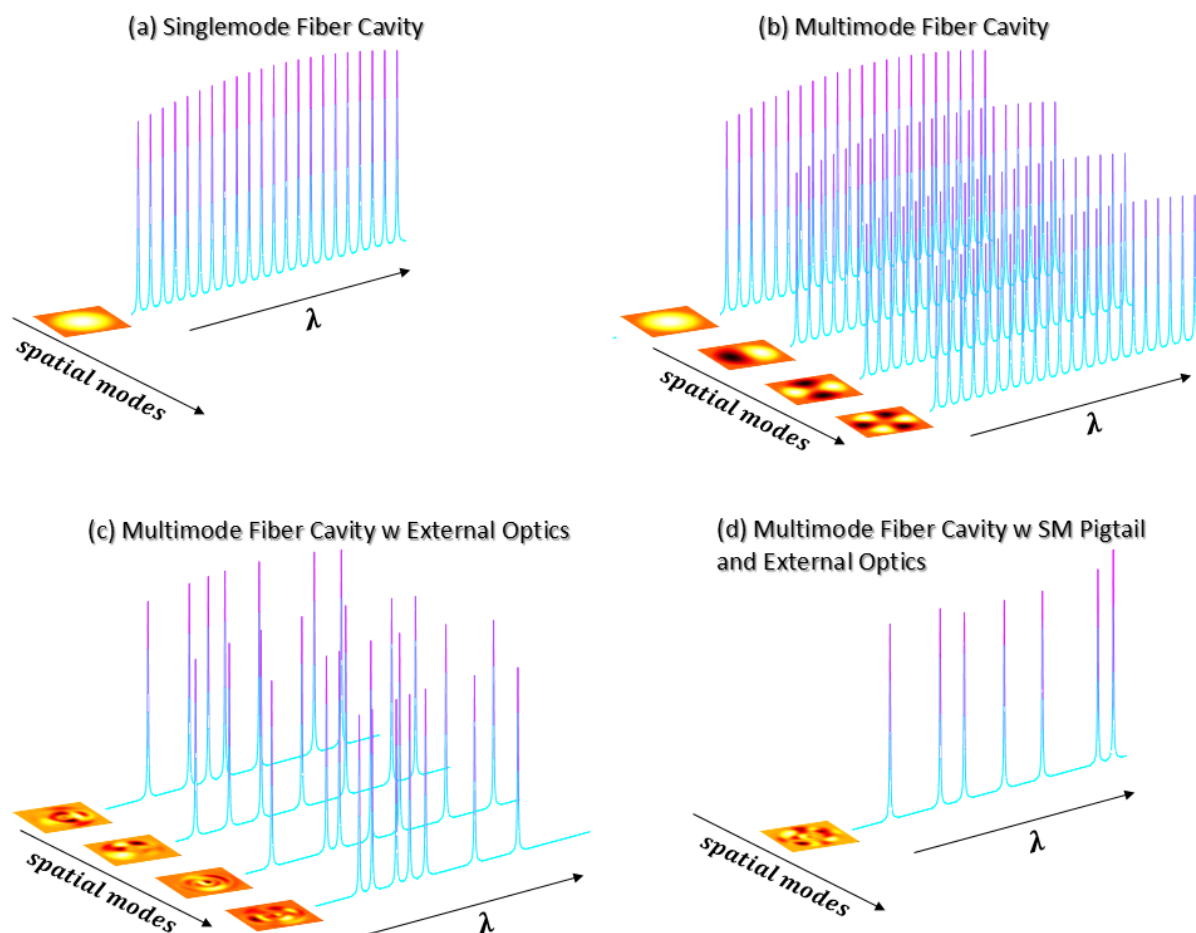 (a) Singlemode Fiber Cavity
λ
spatial modes
(b) Multimode Fiber Cavity
λ
spatial modes
(c) Multimode Fiber Cavity w External Optics
λ
spatial modes
(d) Multimode Fiber Cavity w SM Pigtail
and External Optics
λ
spatial modes